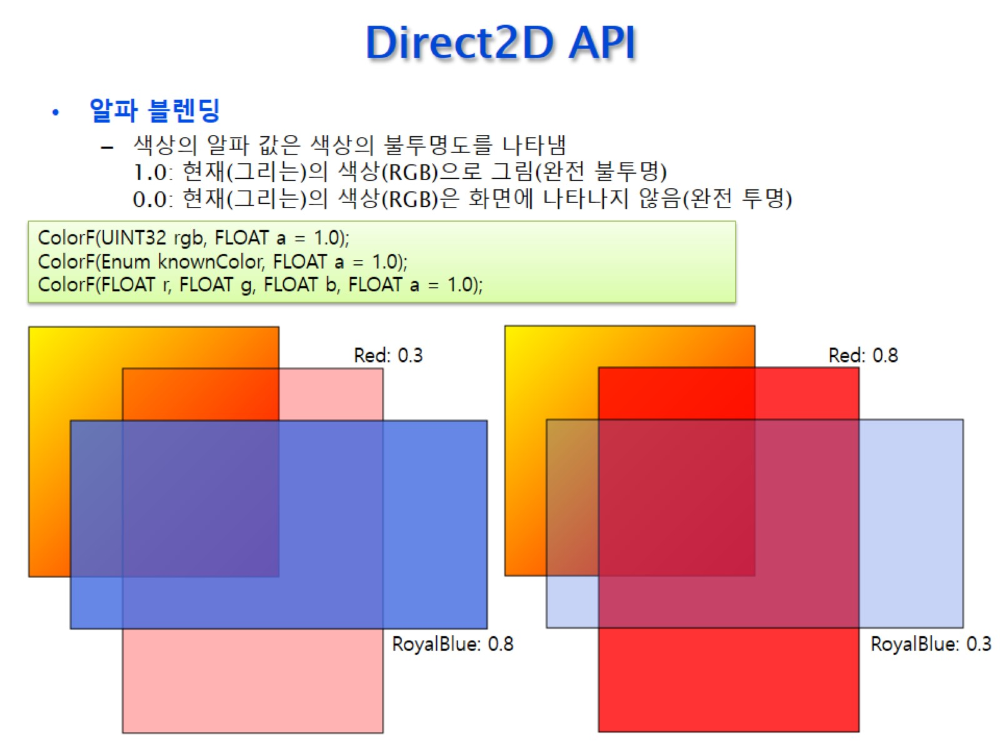 Direct2D API
• 알파 블렌딩
– 색상의 알파 값은 색상의 불투명도를 나타냄
1.0: 현재(그리는)의 색상(RGB)으로 그림(완전 불투명)
0.0: 현재(그리는)의 색상(RGB)은 화면에 나타나지 않음(완전 투명)
ColorF(UINT32 rgb, FLOAT a = 1.0);
ColorF(Enum knownColor, FLOAT a = 1.0);
ColorF(FLOAT r, FLOAT g, FLOAT b, FLOAT a = 1.0);
Red: 0.3
Red: 0.8
RoyalBlue: 0.8
RoyalBlue: 0.3